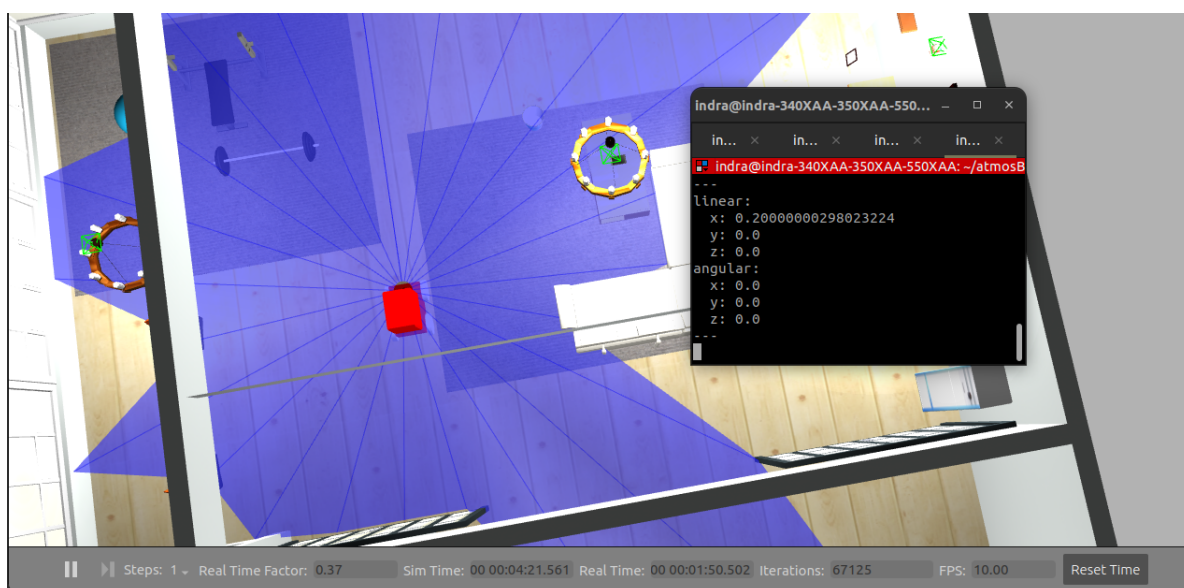 indra@indra-340XAA-350XAA-550...
in...
in...
in...
in...
indra@indra-340XAA-350XAA-550XAA: ~/atmosB
---
linear:
  x: 0.20000000298023224
  y: 0.0
  z: 0.0
angular:
  x: 0.0
  y: 0.0
  z: 0.0
---
Steps: 1 Real Time Factor: 0.37 Sim Time: 00 00:04:21.561 Real Time: 00 00:01:50.502 Iterations: 67125 FPS: 10.00 Reset Time